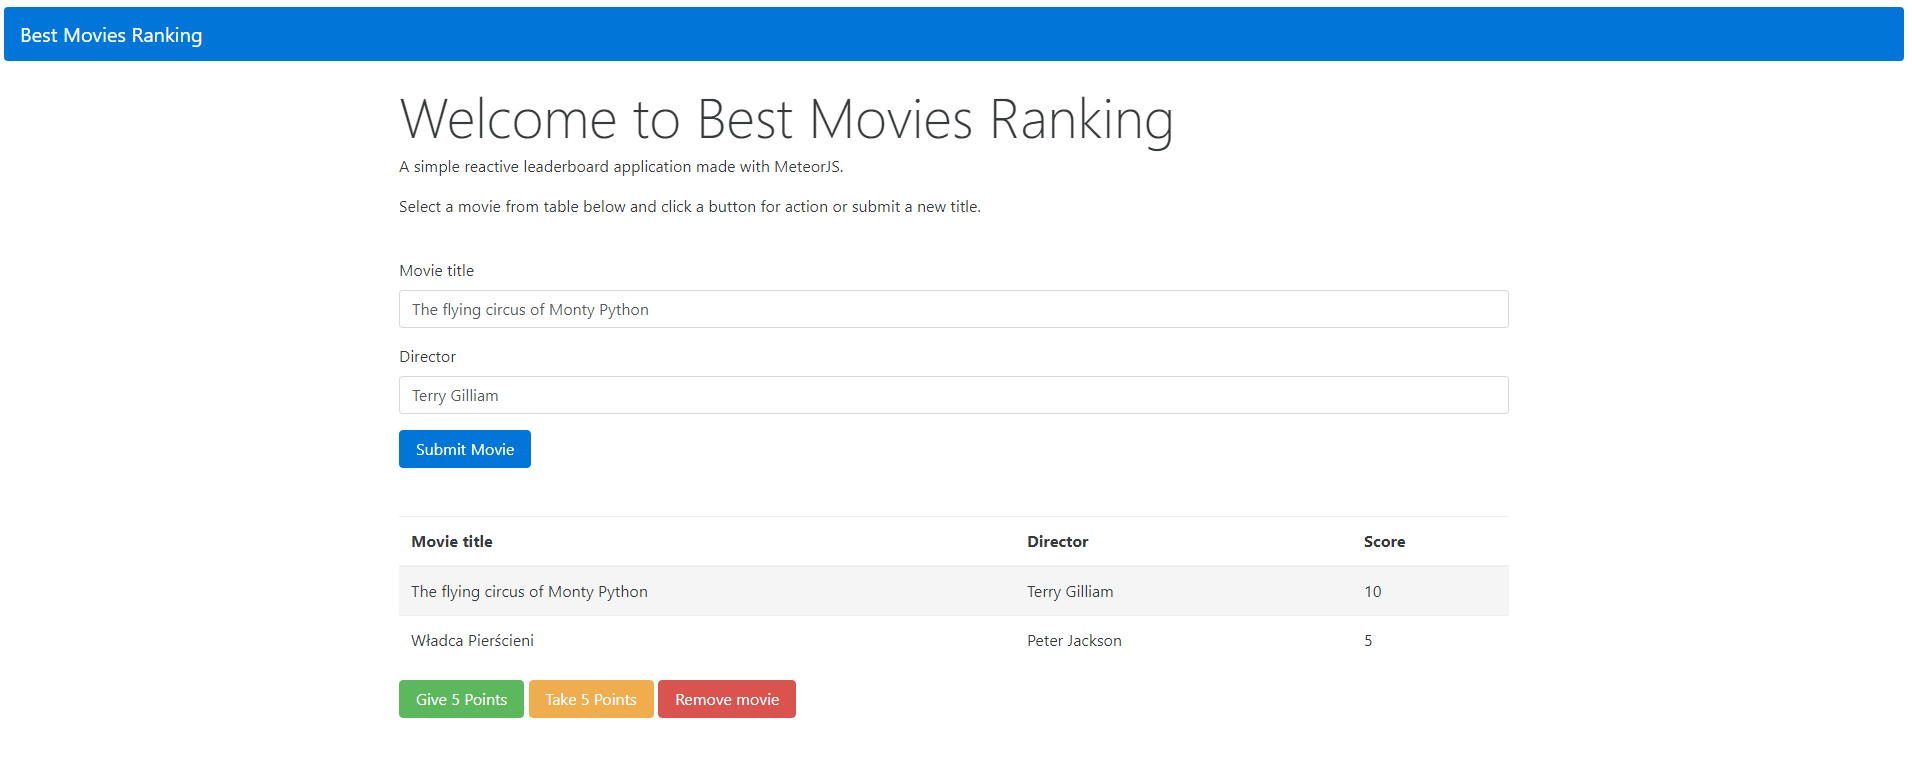 Best Movies Ranking
Welcome to Best Movies Ranking
A simple reactive leaderboard application made with MeteorJS.
Select a movie from table below and click a button for action or submit a new title.
Movie title
The flying circus of Monty Python
Director
Terry Gilliam
Submit Movie
Movie title Director Score
The flying circus of Monty Python Terry Gilliam 10
Władca Pierścieni Peter Jackson 5
Give 5 Points Take 5 Points Remove movie